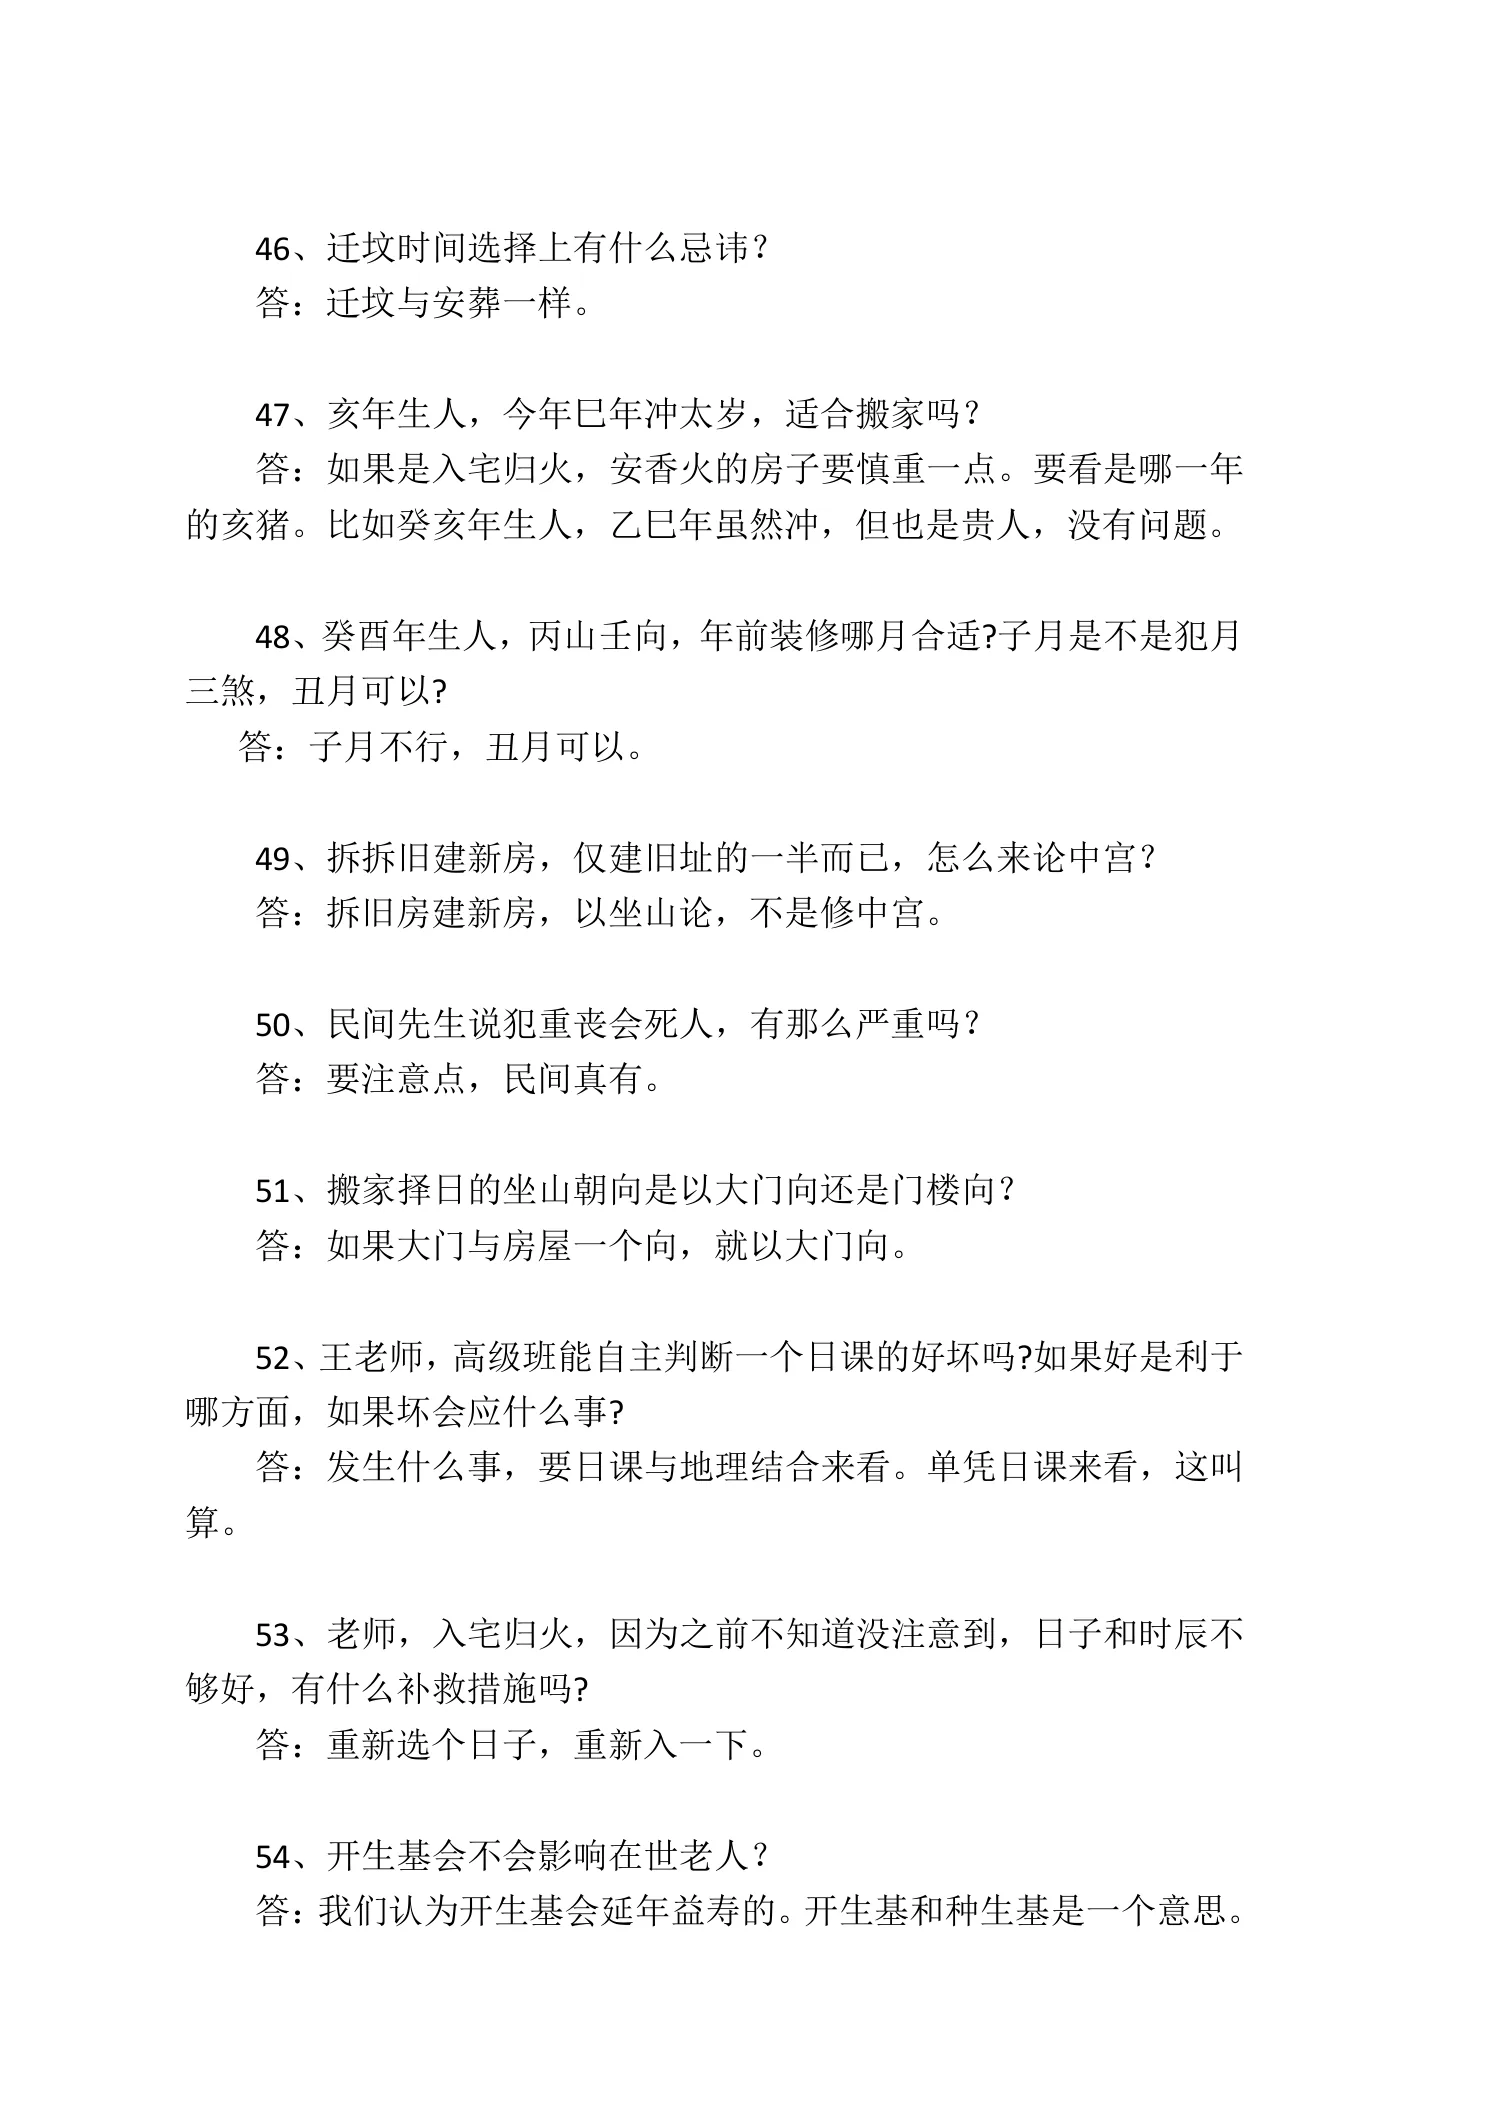 46、迁坟时间选择上有什么忌讳？
答：迁坟与安葬一样。
47、亥年生人，今年巳年冲太岁，适合搬家吗？
答：如果是入宅归火，安香火的房子要慎重一点。要看是哪一年
的亥猪。比如癸亥年生人，乙巳年虽然冲，但也是贵人，没有问题。
48、癸酉年生人，丙山壬向，年前装修哪月合适?子月是不是犯月
三煞，丑月可以?
答：子月不行，丑月可以。
49、拆拆旧建新房，仅建旧址的一半而已，怎么来论中宫？
答：拆旧房建新房，以坐山论，不是修中宫。
50、民间先生说犯重丧会死人，有那么严重吗？
答：要注意点，民间真有。
51、搬家择日的坐山朝向是以大门向还是门楼向？
答：如果大门与房屋一个向，就以大门向。
52、王老师，高级班能自主判断一个日课的好坏吗?如果好是利于
哪方面，如果坏会应什么事?
答：发生什么事，要日课与地理结合来看。单凭日课来看，这叫
算。
53、老师，入宅归火，因为之前不知道没注意到，日子和时辰不
够好，有什么补救措施吗?
答：重新选个日子，重新入一下。
54、开生基会不会影响在世老人？
答：我们认为开生基会延年益寿的。开生基和种生基是一个意思。